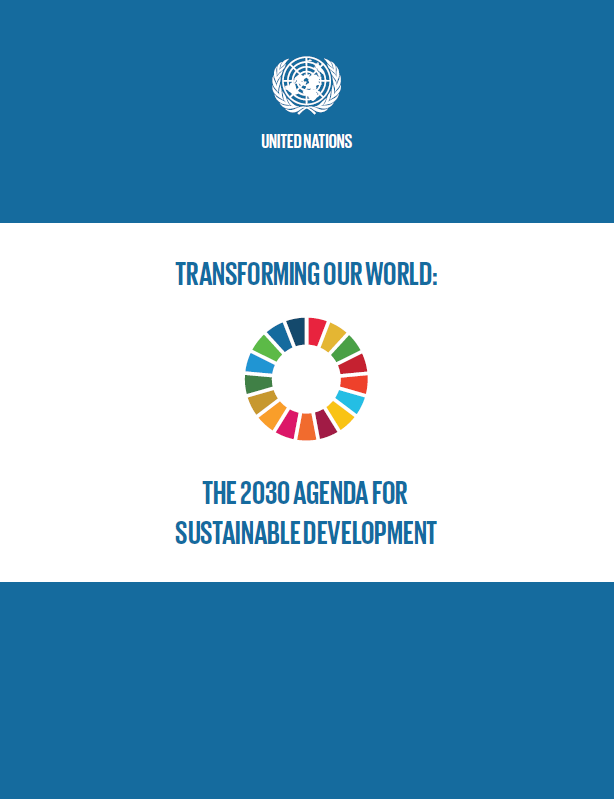 UNITED NATIONS
TRANSFORMING OUR WORLD:
THE 2030 AGENDA FOR
SUSTAINABLE DEVELOPMENT